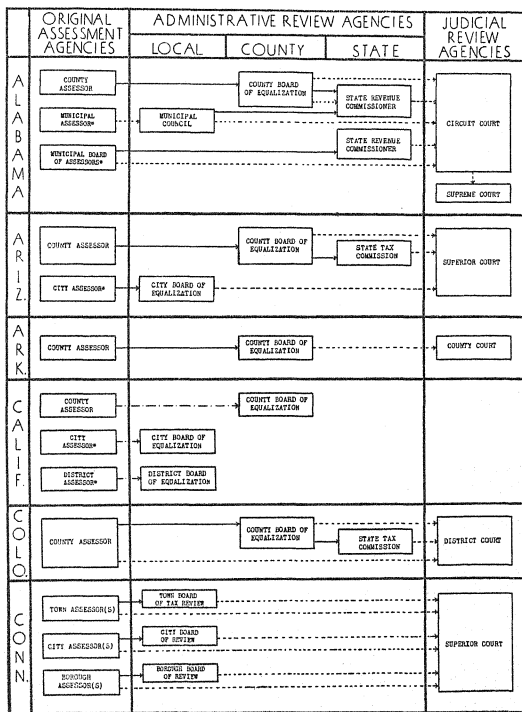 ORIGINAL
ASSESSMENT
AGENCIES
ADMINISTRATIVE REVIEW AGENCIES
LOCAL
COUNTY
STATE
JUDICIAL
REVIEW
AGENCIES
ALABAMA
COUNTY
ASSESSOR
COUNTY BOARD
OF EQUALIZATION
STATE REVENUE
COMMISSIONER
MUNICIPAL
ASSESSOR*
MUNICIPAL
COUNCIL
CIRCUIT COURT
MUNICIPAL BOARD
OF ASSESSORS*
STATE REVENUE
COMMISSIONER
SUPREME COURT
ARIZ.
COUNTY ASSESSOR
COUNTY BOARD OF
EQUALIZATION
STATE TAX
COMMISSION
SUPERIOR COURT
CITY ASSESSOR*
CITY BOARD OF
EQUALIZATION
ARK.
COUNTY ASSESSOR
COUNTY BOARD OF
EQUALIZATION
COUNTY COURT
CALIF.
COUNTY
ASSESSOR
COUNTY BOARD OF
EQUALIZATION
CITY
ASSESSOR*
CITY BOARD OF
EQUALIZATION
DISTRICT
ASSESSOR*
DISTRICT BOARD
OF EQUALIZATION
COLO.
COUNTY ASSESSOR
COUNTY BOARD OF
EQUALIZATION
STATE TAX
COMMISSION
DISTRICT COURT
CONN.
TOWN ASSESSOR(S)
TOWN BOARD
OF TAX REVIEW
CITY ASSESSOR(S)
CITY BOARD
OF REVIEW
SUPERIOR COURT
BOROUGH
ASSESSOR(S)
BOROUGH BOARD
OF REVIEW